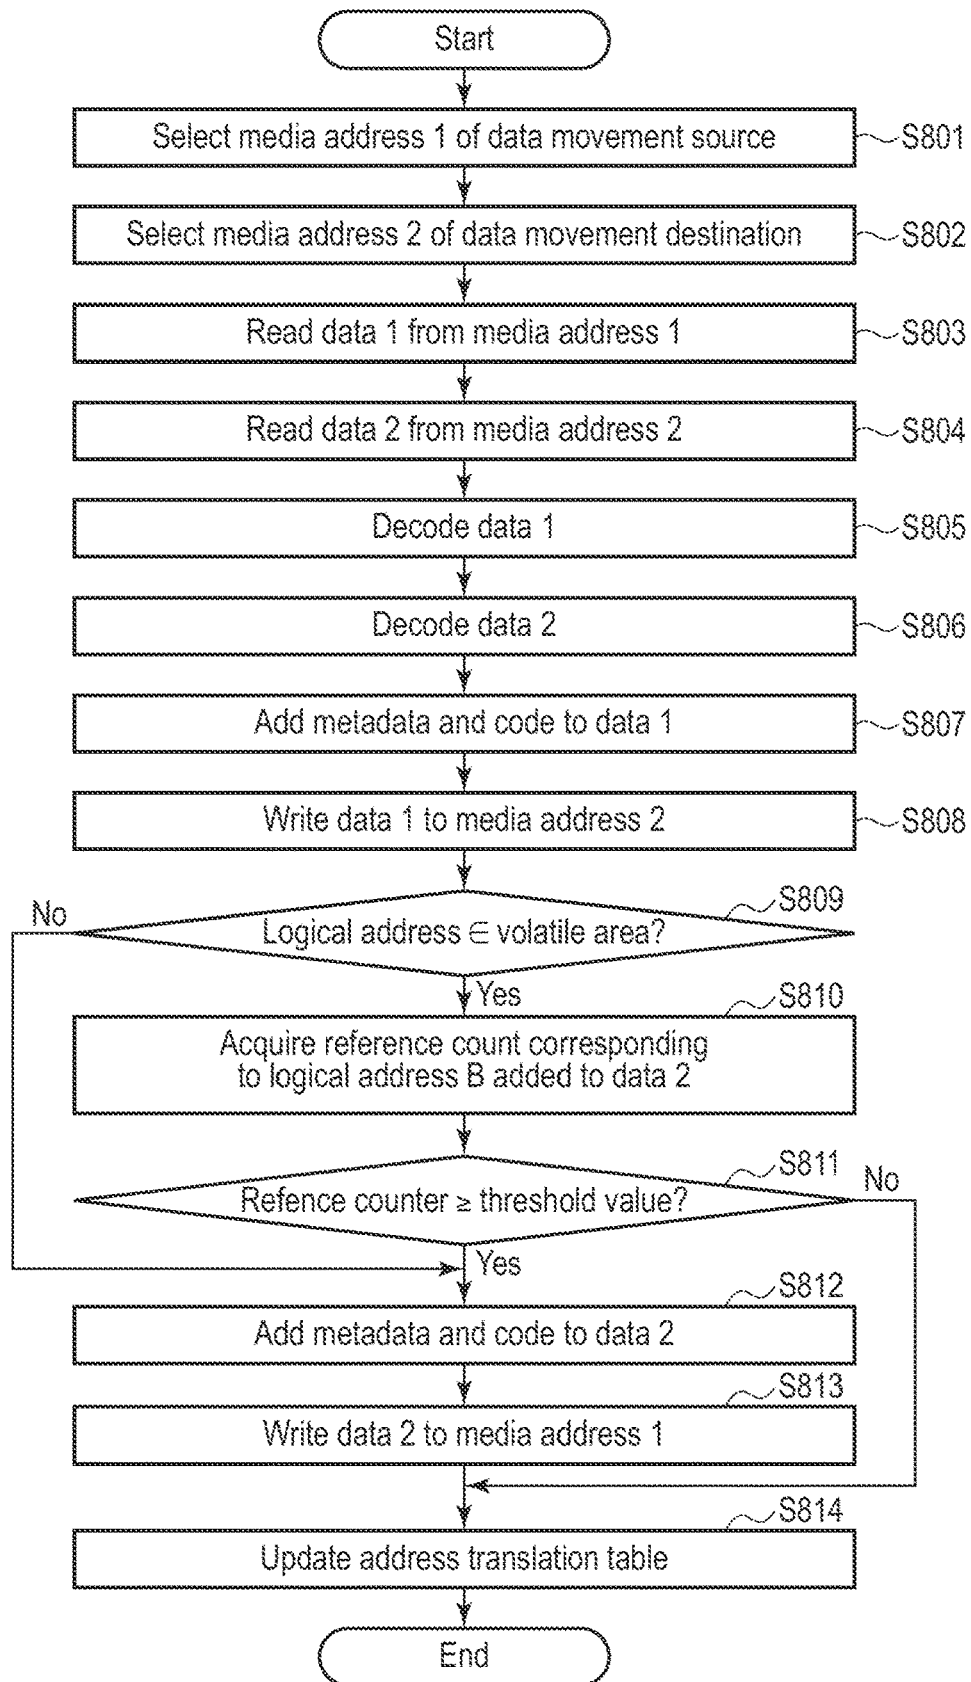 Start
Select media address 1 of data movement source
S801
Select media address 2 of data movement destination
S802
Read data 1 from media address 1
S803
Read data 2 from media address 2
S804
Decode data 1
S805
Decode data 2
S806
Add metadata and code to data 1
S807
Write data 1 to media address 2
S808
S809
No
Logical address ∈ volatile area?
Yes
S810
Acquire reference count corresponding
to logical address B added to data 2
S811
No
Refence counter ≥ threshold value?
Yes
S812
Add metadata and code to data 2
S813
Write data 2 to media address 1
S814
Update address translation table
End